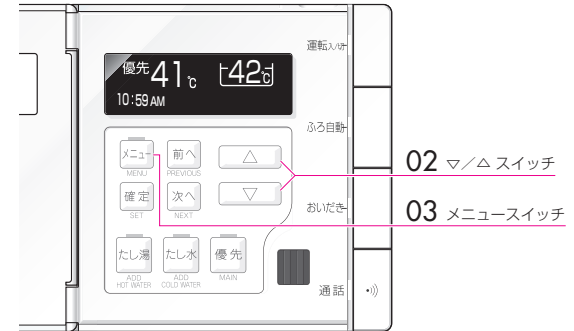 運転入/切
優先 41℃ 42℃
10:59 AM
ふろ自動
メニュー 前へ △
MENU PREVIOUS
02 ▽／△ スイッチ
確定 次へ ▽
SET NEXT
おいだき
03 メニュースイッチ
たし湯 たし水 優先
ADD HOT WATER ADD COLD WATER MAIN
通話